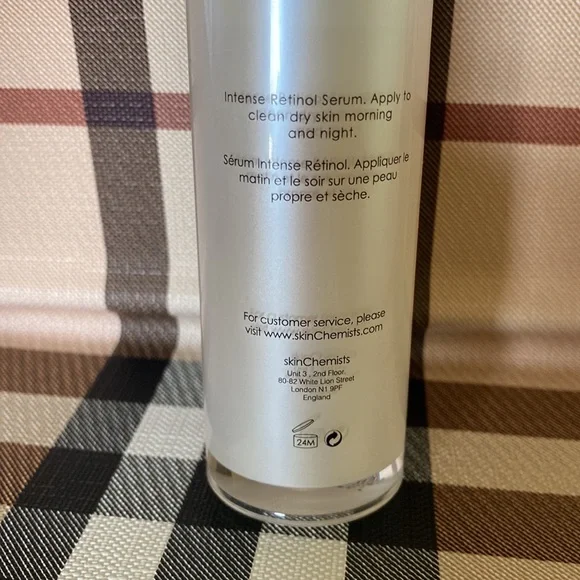 Intense Retinol Serum. Apply to
clean dry skin morning
and night.
Sérum Intense Rétinol. Appliquer le
matin et le soir sur une peau
propre et sèche.
For customer service, please
visit www.skinChemists.com
skinChemists
Unit 3 , 2nd Floor,
80-82 White Lion Street
London N1 9PF
England
24M